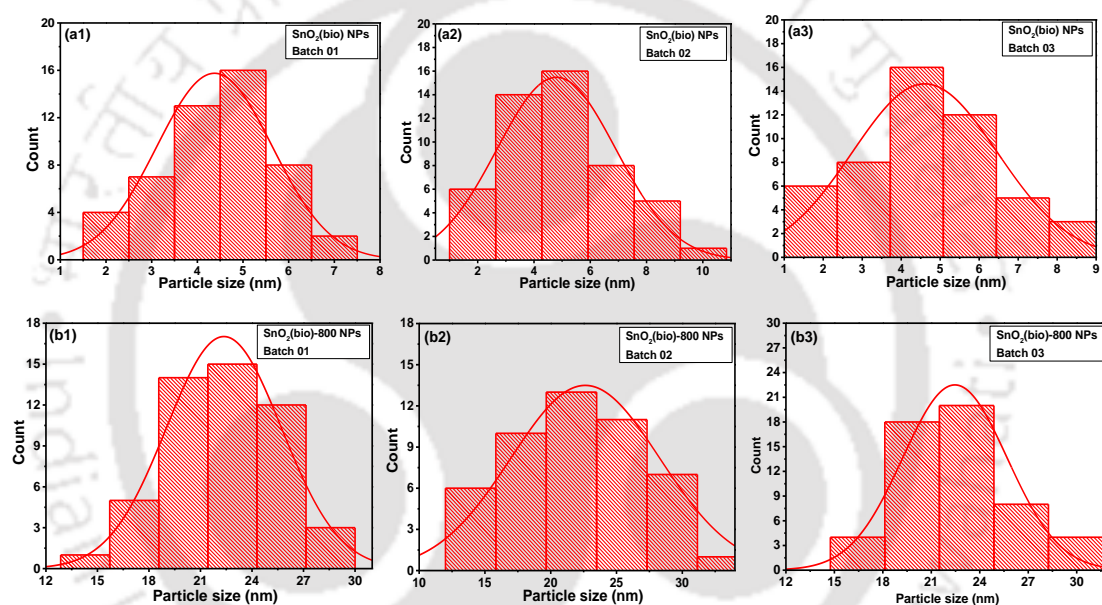 (a1)
SnO₂(bio) NPs
Batch 01
Count
20
16
12
8
4
0
1 2 3 4 5 6 7 8
Particle size (nm)
(a2)
SnO₂(bio) NPs
Batch 02
Count
20
18
16
14
12
10
8
6
4
2
0
2 4 6 8 10
Particle size (nm)
(a3)
SnO₂(bio) NPs
Batch 03
Count
20
18
16
14
12
10
8
6
4
2
0
1 2 3 4 5 6 7 8 9
Particle size (nm)
(b1)
SnO₂(bio)-800 NPs
Batch 01
Count
18
15
12
9
6
3
0
12 15 18 21 24 27 30
Particle size (nm)
(b2)
SnO₂(bio)-800 NPs
Batch 02
Count
18
15
12
9
6
3
0
10 15 20 25 30
Particle size (nm)
(b3)
SnO₂(bio)-800 NPs
Batch 03
Count
30
27
24
21
18
15
12
9
6
3
0
12 15 18 21 24 27 30
Particle size (nm)